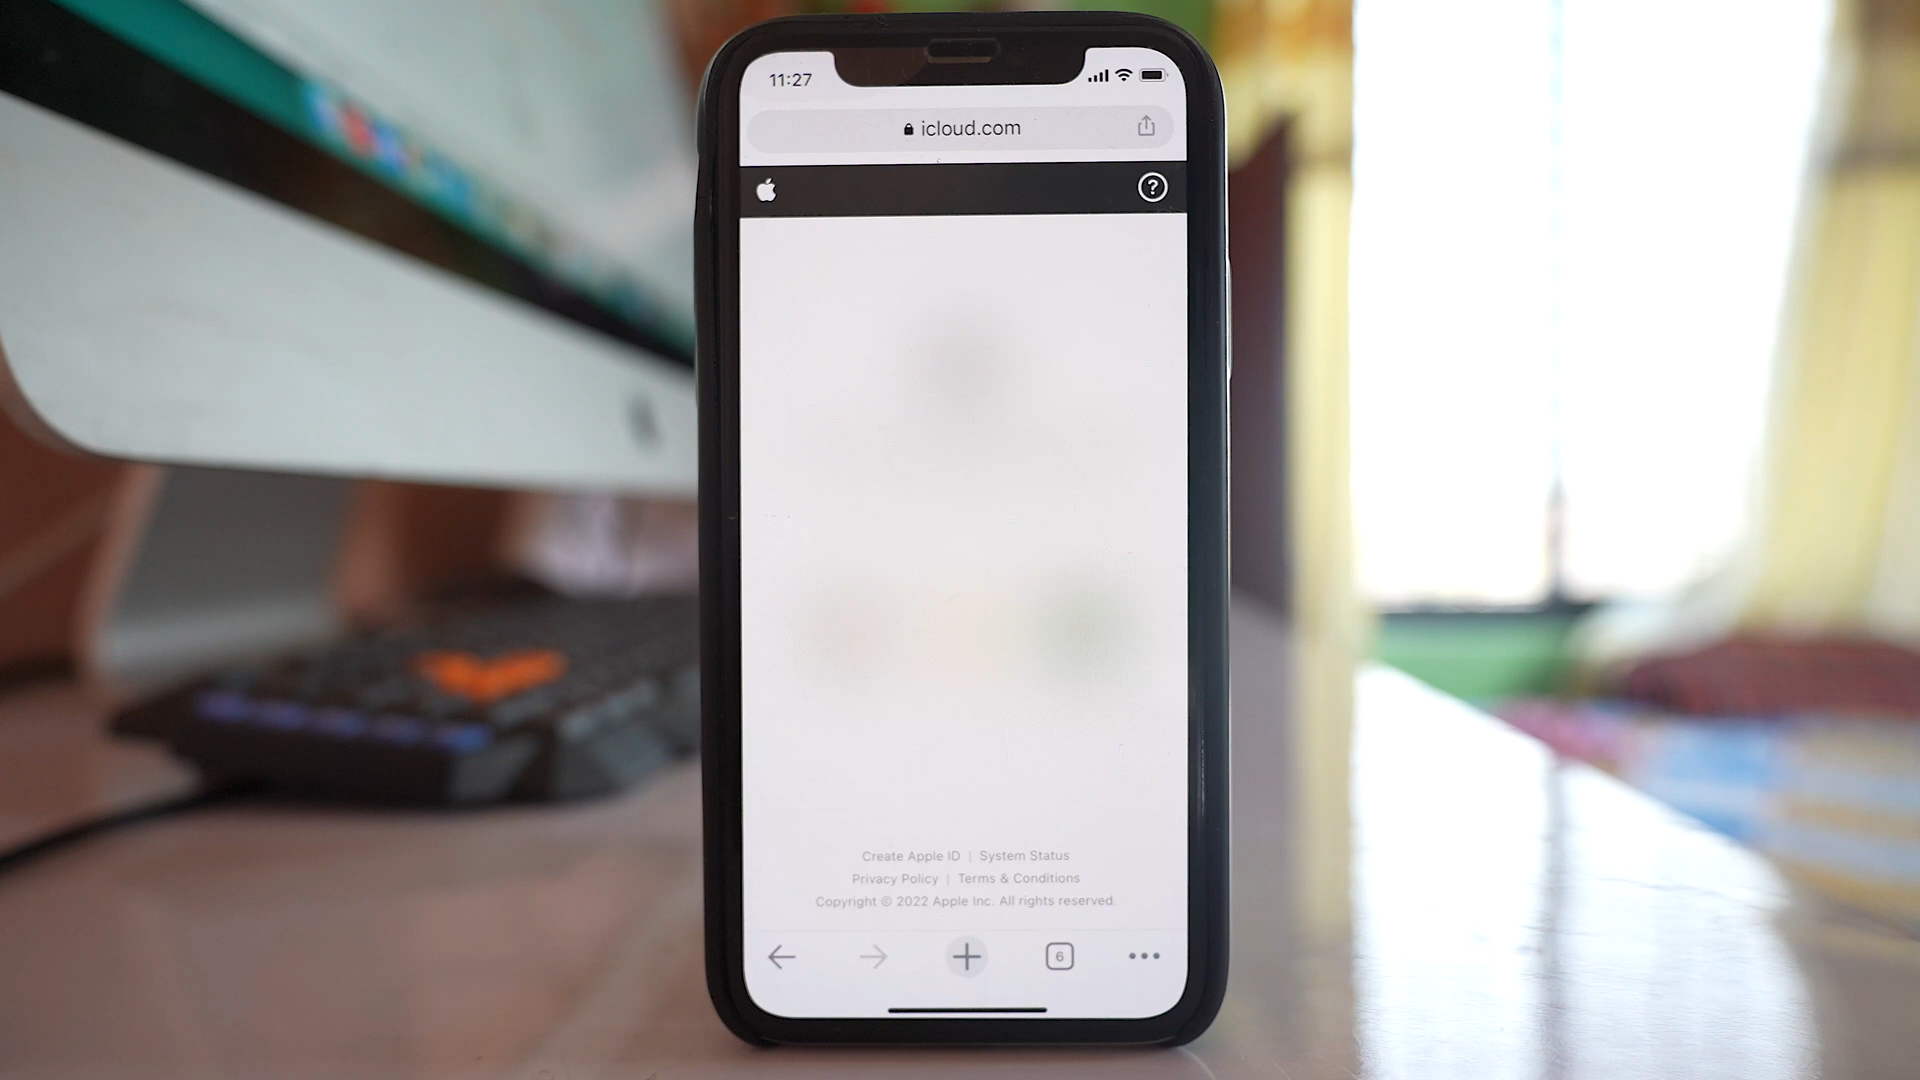 11:27
icloud.com
?
Create Apple ID | System Status
Privacy Policy | Terms & Conditions
Copyright © 2022 Apple Inc. All rights reserved.
6